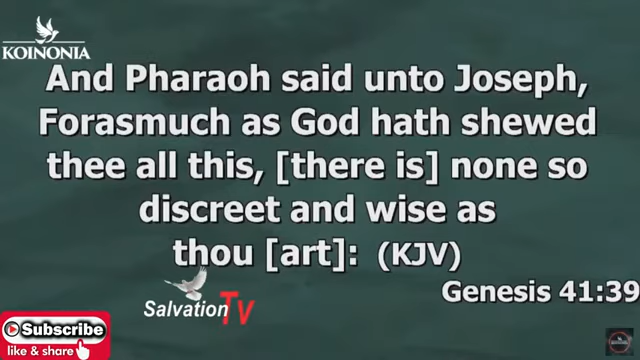 KOINONIA
And Pharaoh said unto Joseph,
Forasmuch as God hath shewed
thee all this, [there is] none so
discreet and wise as
thou [art]: (KJV)
Genesis 41:39
Salvation TV
Subscribe
like & share